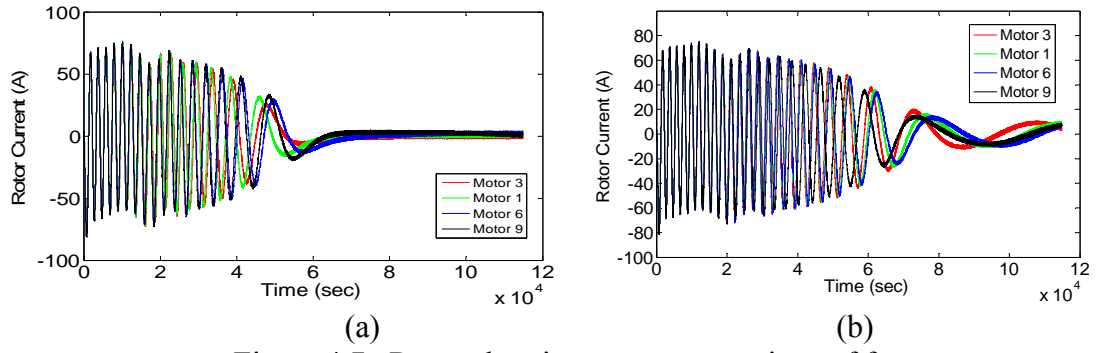 100
50
0
-50
-100
Rotor Current (A)
Motor 3
Motor 1
Motor 6
Motor 9
0 2 4 6 8 10 12
Time (sec)
x 10^4
(a)
80
60
40
20
0
-20
-40
-60
-80
-100
Rotor Current (A)
Motor 3
Motor 1
Motor 6
Motor 9
0 2 4 6 8 10 12
Time (sec)
x 10^4
(b)